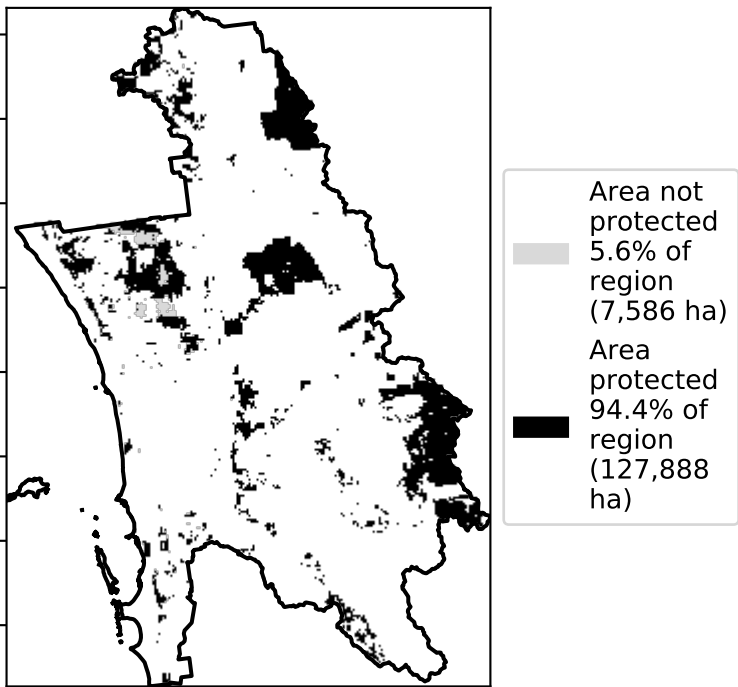 Area not
protected
5.6% of
region
(7,586 ha)
Area
protected
94.4% of
region
(127,888
ha)